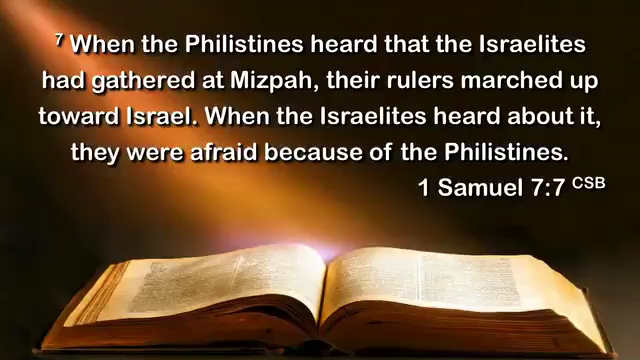 7 When the Philistines heard that the Israelites
had gathered at Mizpah, their rulers marched up
toward Israel. When the Israelites heard about it,
they were afraid because of the Philistines.
1 Samuel 7:7 CSB